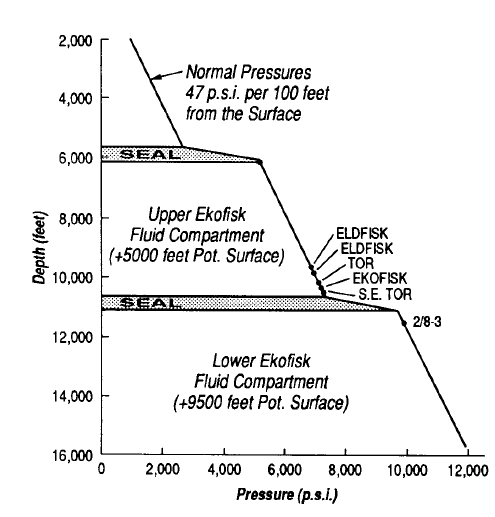 2,000
4,000
6,000
8,000
10,000
12,000
14,000
16,000
Depth (feet)
Normal Pressures
47 p.s.i. per 100 feet
from the Surface
SEAL
Upper Ekofisk
Fluid Compartment
(+5000 feet Pot. Surface)
ELDFISK
ELDFISK
TOR
EKOFISK
S.E. TOR
SEAL
2/8-3
Lower Ekofisk
Fluid Compartment
(+9500 feet Pot. Surface)
0 2,000 4,000 6,000 8,000 10,000 12,000
Pressure (p.s.i.)